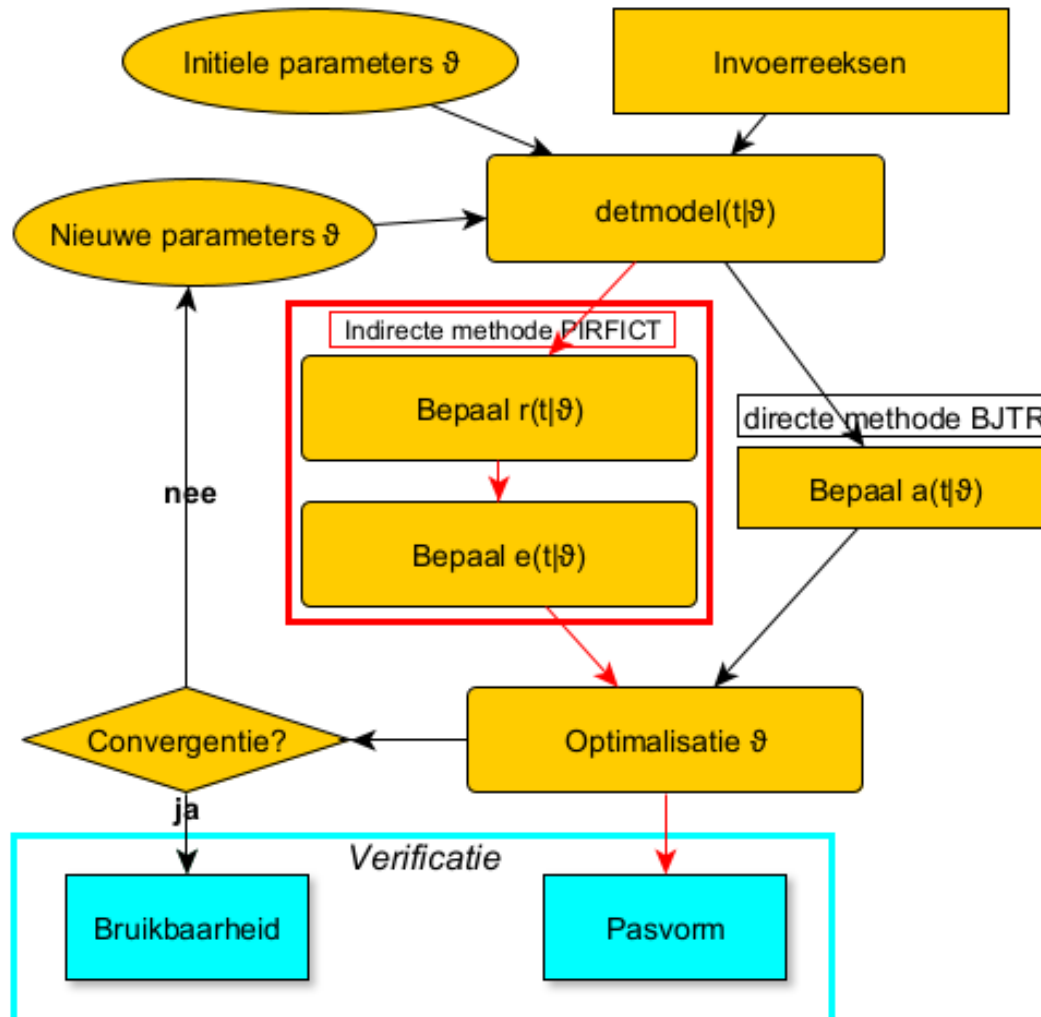 Initiele parameters ϑ
Invoerreeksen
detmodel(t|ϑ)
Nieuwe parameters ϑ
Indirecte methode PIRFICT
Bepaal r(t|ϑ)
directe methode BJTR
Bepaal a(t|ϑ)
nee
Bepaal e(t|ϑ)
Convergentie?
Optimalisatie ϑ
ja
Verificatie
Bruikbaarheid
Pasvorm